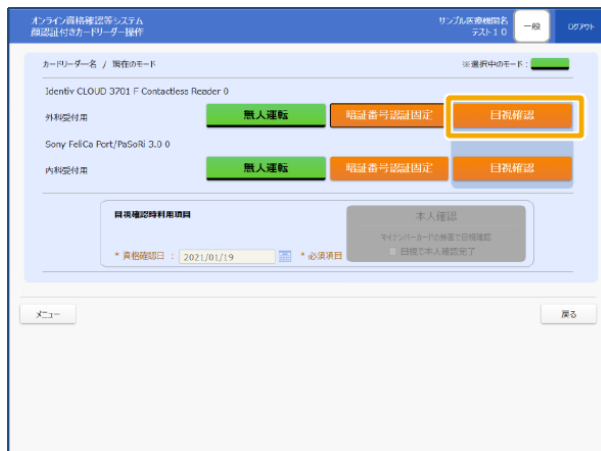 オンライン資格確認等システム
顔認証付きカードリーダー操作
サンプル医療機関名
テスト10
一般
ログアウト
カードリーダー名 / 現在のモード
※選択中のモード:
Identiv CLOUD 3701 F Contactless Reader 0
外科受付用
無人運転
暗証番号認証固定
目視確認
Sony FeliCa Port/PaSoRi 3.0 0
内科受付用
無人運転
暗証番号認証固定
目視確認
目視確認時利用項目
本人確認
マイナンバーカードの券面で目視確認
目視で本人確認完了
* 資格確認日 : 2021/01/19
* 必須項目
メニュー
戻る